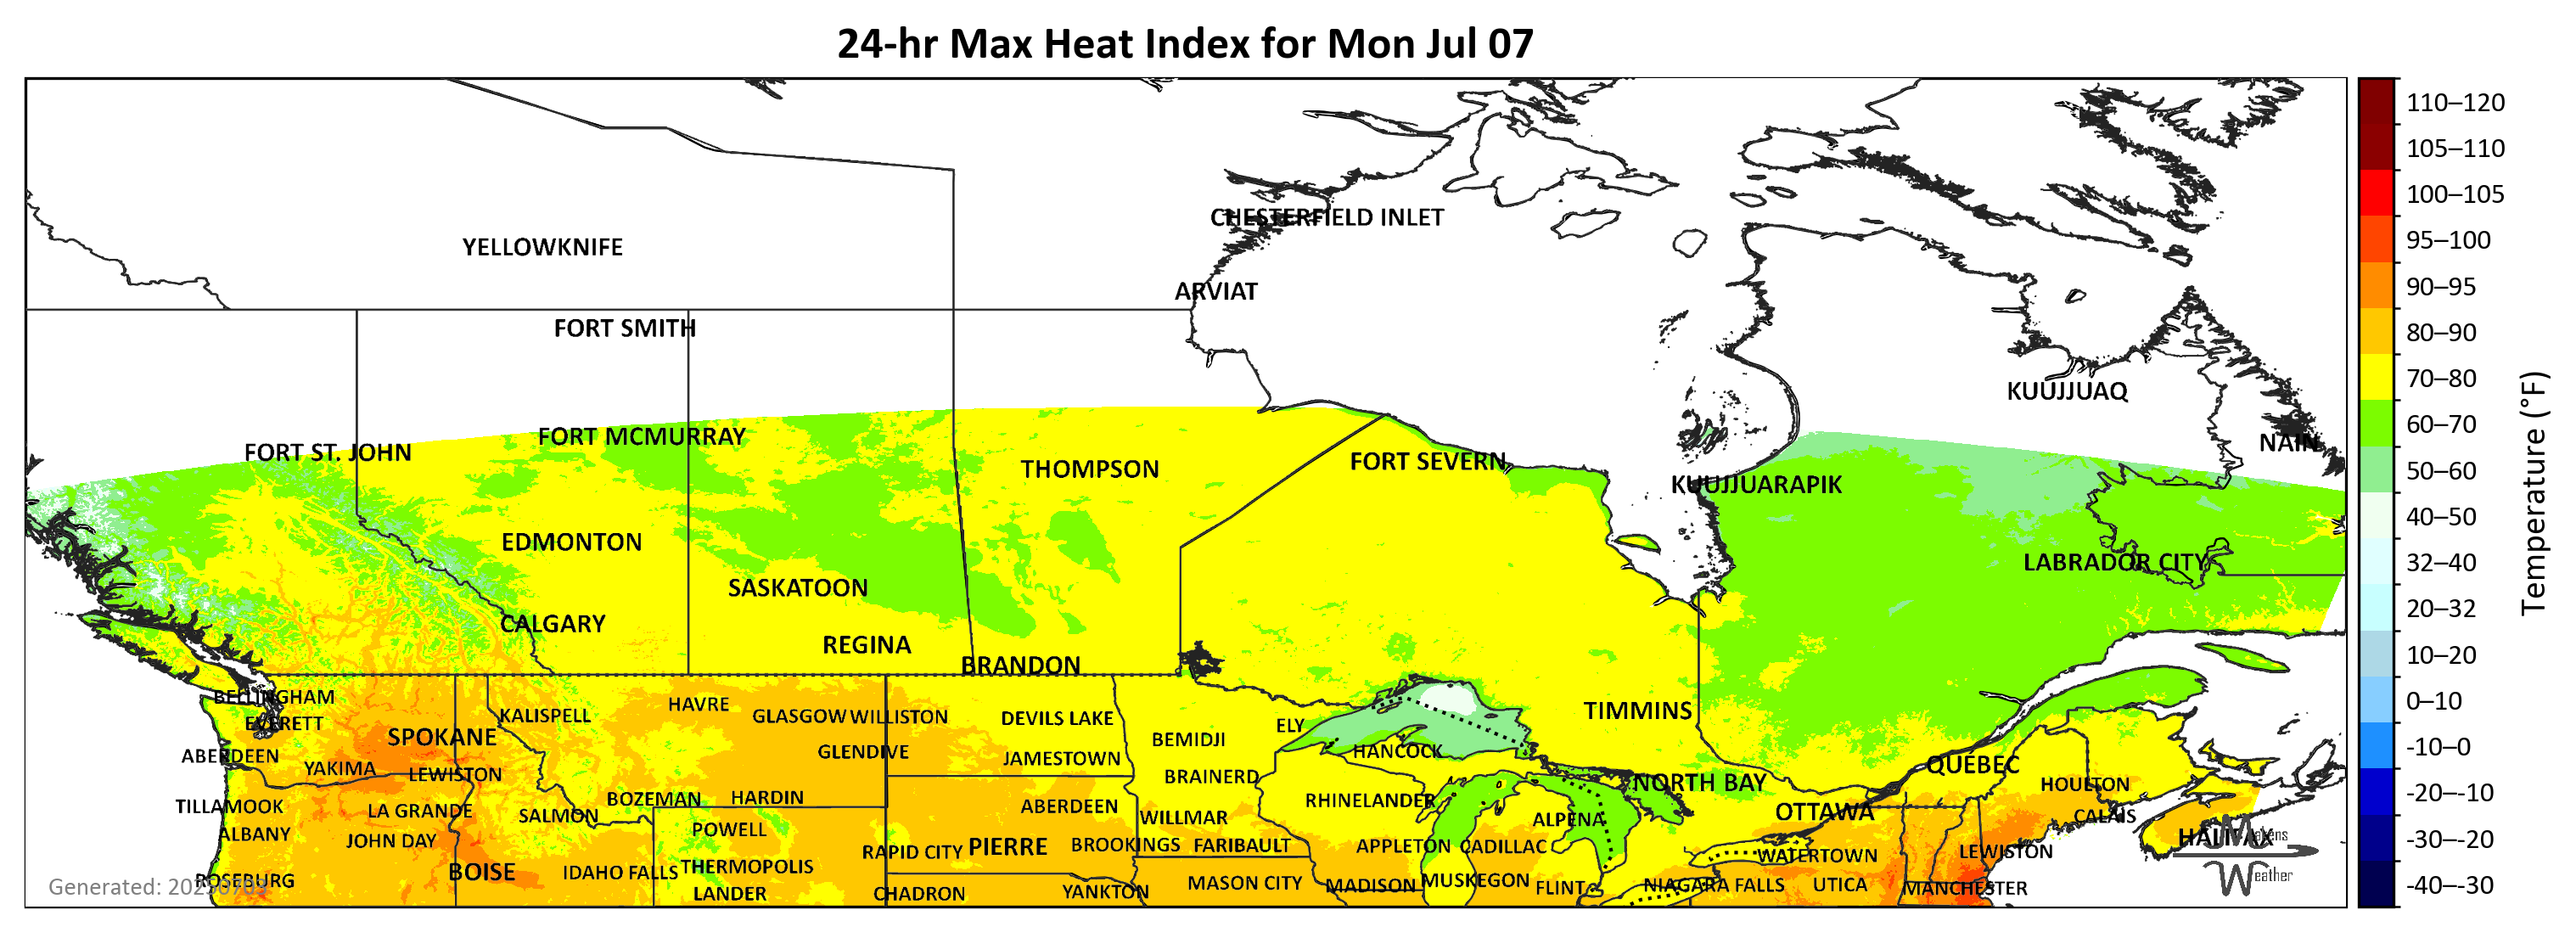 24-hr Max Heat Index for Mon Jul 07
110–120
105–110
100–105
95–100
90–95
80–90
70–80
60–70
50–60
40–50
32–40
20–32
10–20
0–10
-10–0
-20–-10
-30–-20
-40–-30
Temperature (°F)
CHESTERFIELD INLET
YELLOWKNIFE
ARVIAT
FORT SMITH
KUUJJUAQ
FORT MCMURRAY
NAIN
FORT ST. JOHN
FORT SEVERN
THOMPSON
KUUJJUARAPIK
EDMONTON
LABRADOR CITY
SASKATOON
CALGARY
REGINA
BRANDON
BELLINGHAM
HAVRE
TIMMINS
KALISPELL
GLASGOW
WILLISTON
DEVILS LAKE
EVERETT
ELY
SPOKANE
BEMIDJI
GLENDIVE
HANCOCK
ABERDEEN
JAMESTOWN
QUÉBEC
YAKIMA
LEWISTON
BRAINERD
NORTH BAY
HOULTON
BOZEMAN
HARDIN
RHINELANDER
TILLAMOOK
LA GRANDE
ABERDEEN
OTTAWA
SALMON
WILLMAR
ALPENA
CALAIS
POWELL
ALBANY
HALIFAX
Makens
JOHN DAY
PIERRE
BROOKINGS
FARIBAULT
APPLETON
CADILLAC
RAPID CITY
LEWISTON
WATERTOWN
THERMOPOLIS
BOISE
IDAHO FALLS
Weather
ROSEBURG
MUSKEGON
MASON CITY
MADISON
FLINT
NIAGARA FALLS
UTICA
MANCHESTER
LANDER
CHADRON
YANKTON